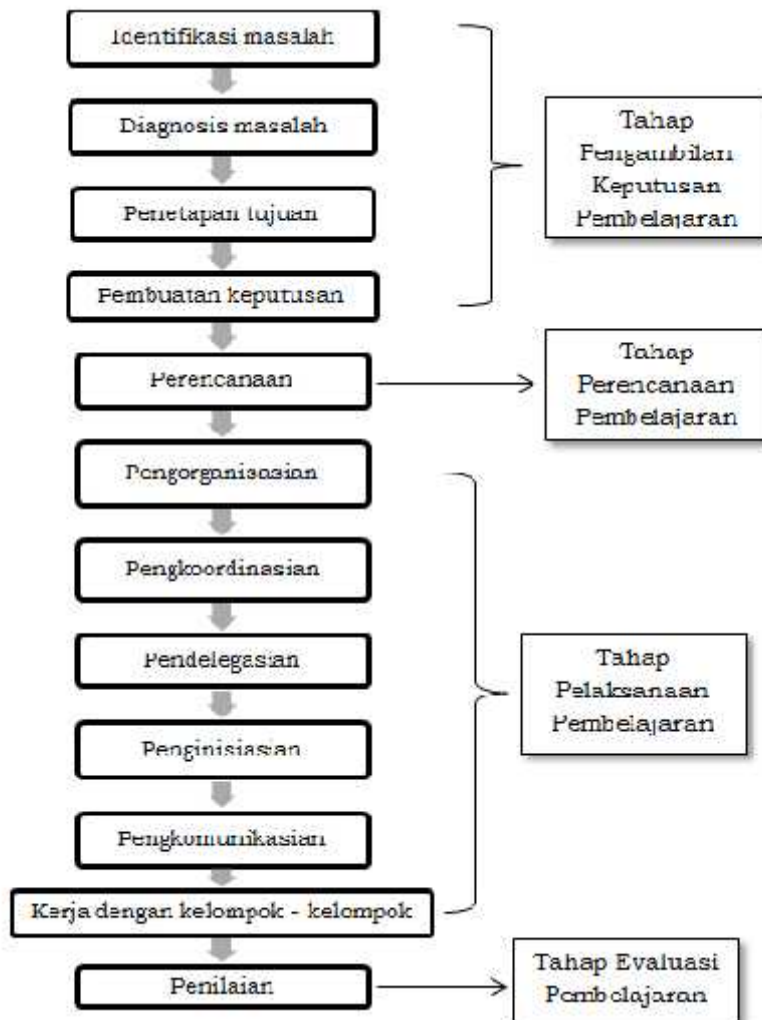 Identifikasi masalah
Diagnosis masalah
Penetapan tujuan
Pembuatan keputusan
Tahap
Pengambilan
Keputusan
Pembelajaran
Perencanaan
Tahap
Perencanaan
Pembelajaran
Pengorganisasian
Pengkoordinasian
Pendelegasian
Penginisiasian
Pengkomunikasian
Kerja dengan kelompok - kelompok
Tahap
Pelaksanaan
Pembelajaran
Penilaian
Tahap Evaluasi
Pembelajaran